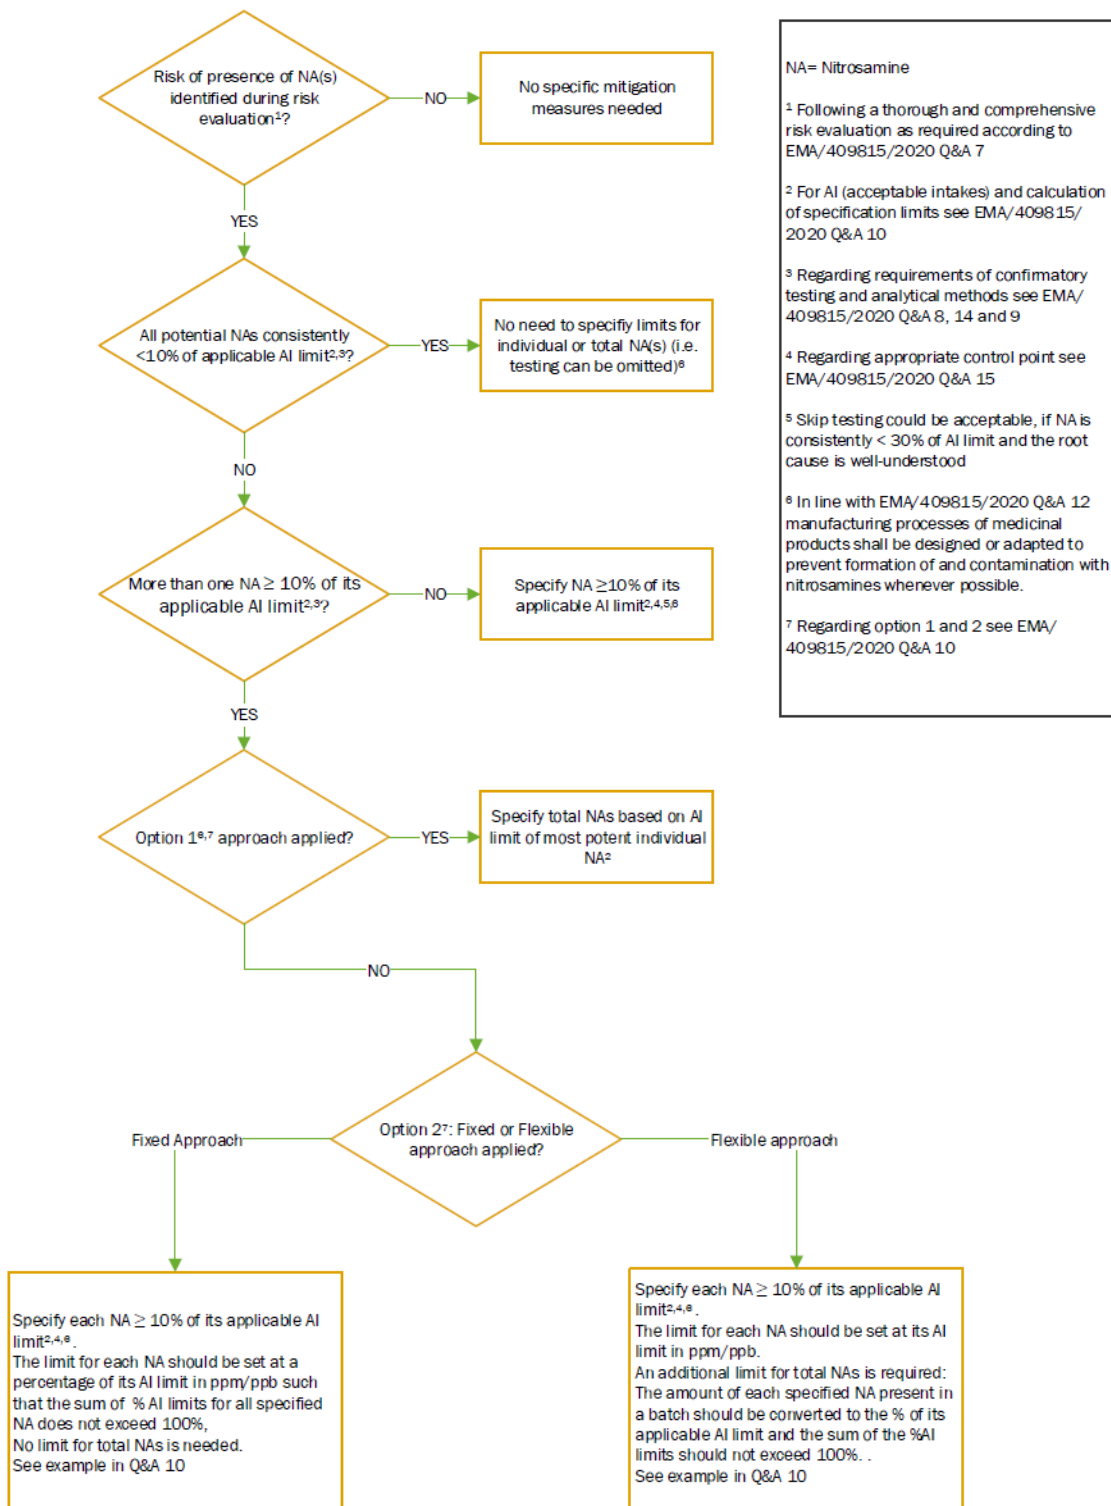 Risk of presence of NA(s)
identified during risk
evaluation¹?
NO
No specific mitigation
measures needed
YES
All potential NAs consistently
<10% of applicable AI limit²,³?
YES
No need to specifiy limits for
individual or total NA(s) (i.e.
testing can be omitted)⁶
NO
More than one NA ≥ 10% of its
applicable AI limit²,³?
NO
Specify NA ≥10% of its
applicable AI limit²,⁴,⁵,⁶
YES
Option 1⁶,⁷ approach applied?
YES
Specify total NAs based on AI
limit of most potent individual
NA²
NO
Option 2⁷: Fixed or Flexible
approach applied?
Fixed Approach
Flexible approach
Specify each NA ≥ 10% of its applicable AI
limit²,⁴,⁶.
The limit for each NA should be set at a
percentage of its AI limit in ppm/ppb such
that the sum of % AI limits for all specified
NA does not exceed 100%,
No limit for total NAs is needed.
See example in Q&A 10
Specify each NA ≥ 10% of its applicable AI
limit²,⁴,⁶.
The limit for each NA should be set at its AI
limit in ppm/ppb.
An additional limit for total NAs is required:
The amount of each specified NA present in
a batch should be converted to the % of its
applicable AI limit and the sum of the %AI
limits should not exceed 100%. .
See example in Q&A 10
NA= Nitrosamine
¹ Following a thorough and comprehensive
risk evaluation as required according to
EMA/409815/2020 Q&A 7
² For AI (acceptable intakes) and calculation
of specification limits see EMA/409815/
2020 Q&A 10
³ Regarding requirements of confirmatory
testing and analytical methods see EMA/
409815/2020 Q&A 8, 14 and 9
⁴ Regarding appropriate control point see
EMA/409815/2020 Q&A 15
⁵ Skip testing could be acceptable, if NA is
consistently < 30% of AI limit and the root
cause is well-understood
⁶ In line with EMA/409815/2020 Q&A 12
manufacturing processes of medicinal
products shall be designed or adapted to
prevent formation of and contamination with
nitrosamines whenever possible.
⁷ Regarding option 1 and 2 see EMA/
409815/2020 Q&A 10